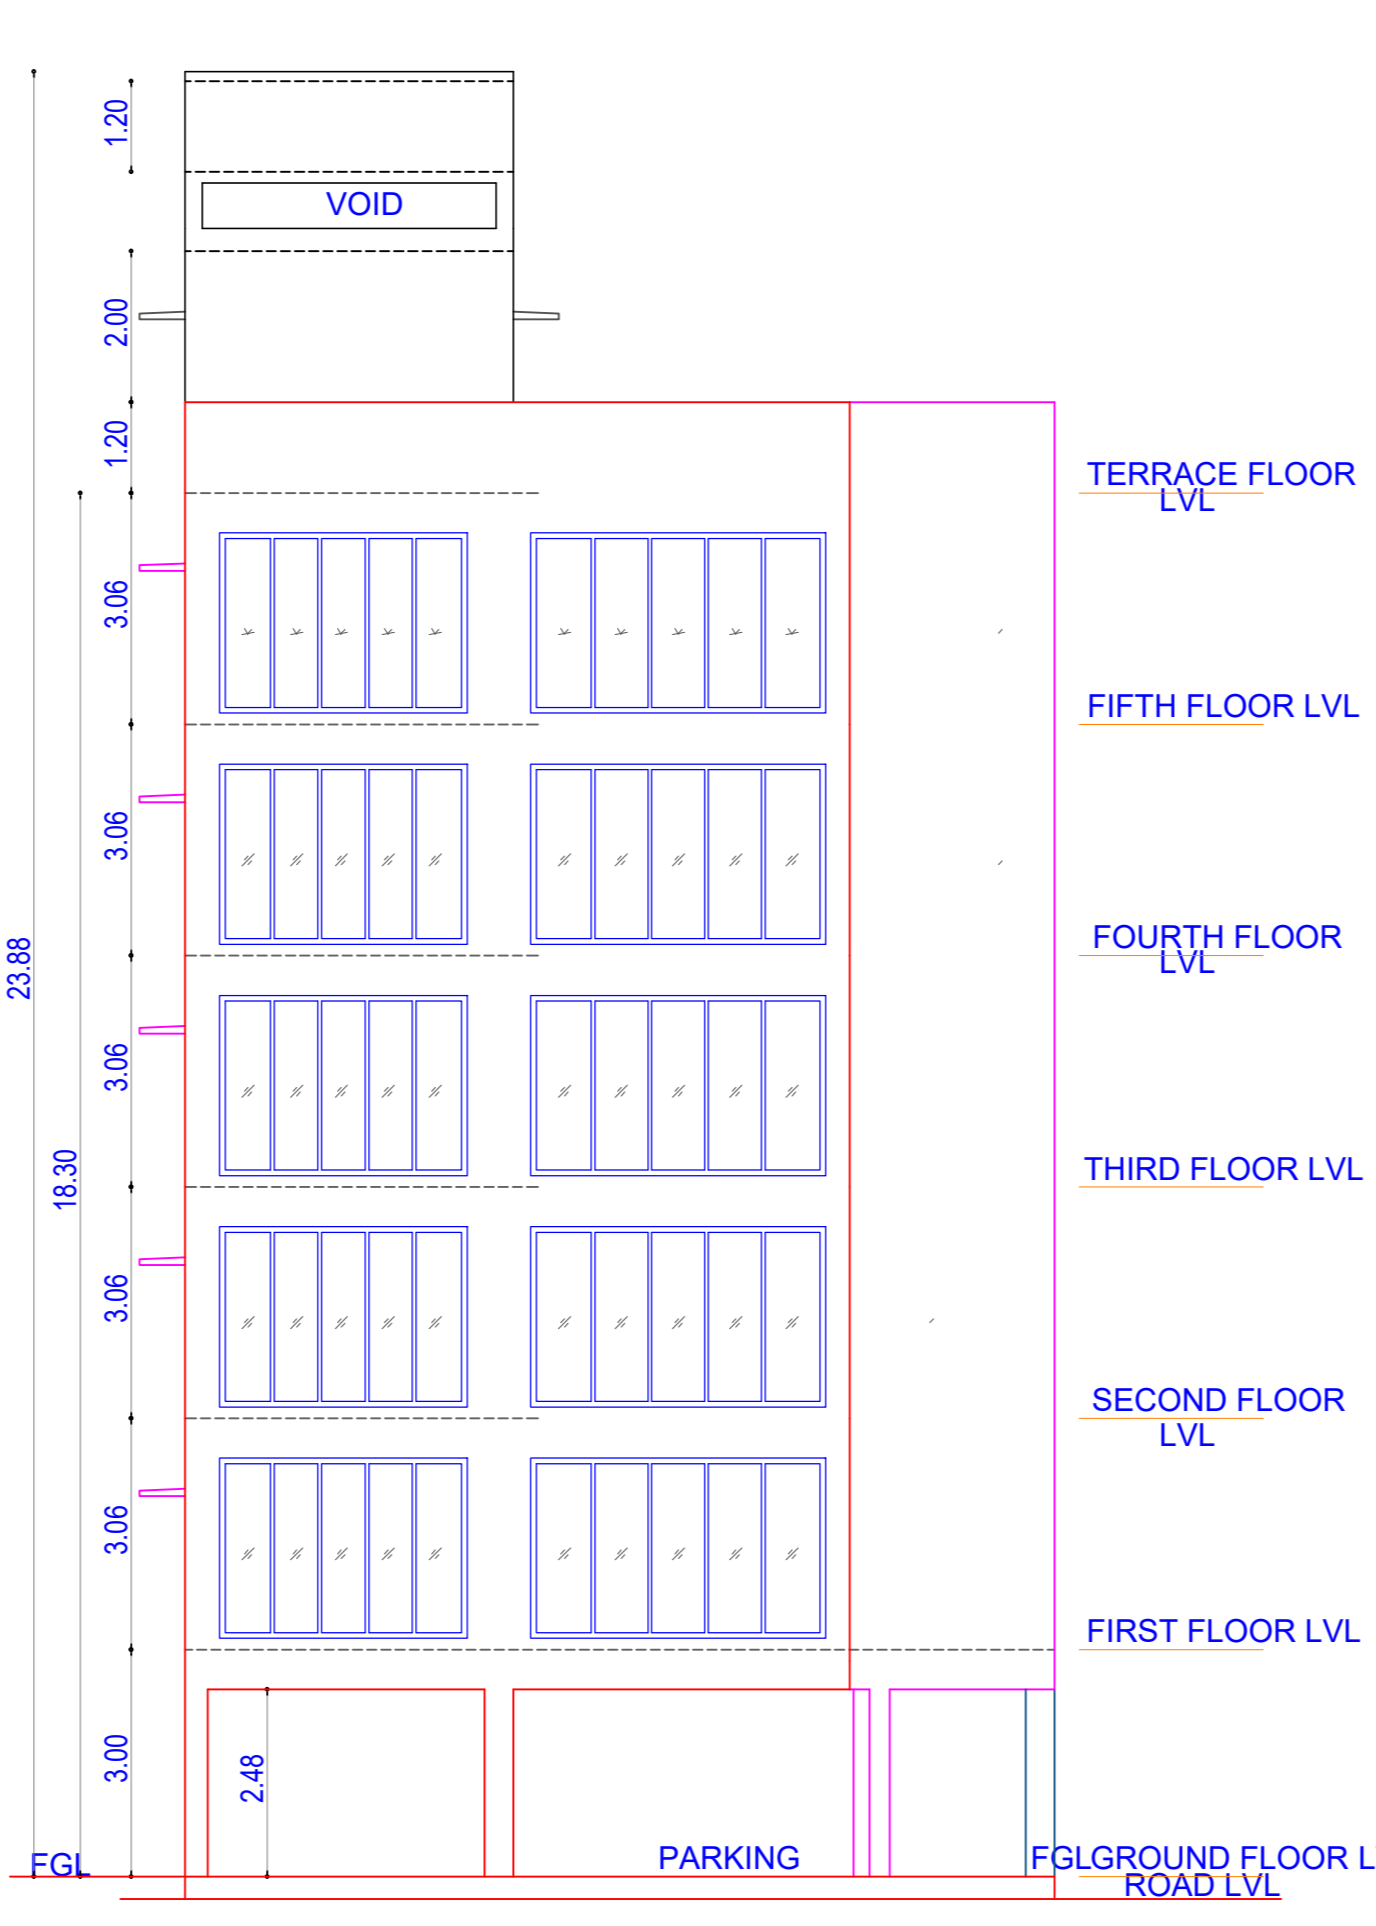 1.20
VOID
2.00
1.20
TERRACE FLOOR
LVL
3.06
FIFTH FLOOR LVL
3.06
FOURTH FLOOR
LVL
23.88
3.06
18.30
THIRD FLOOR LVL
3.06
SECOND FLOOR
LVL
3.06
FIRST FLOOR LVL
3.00
2.48
FGL
PARKING
FGLGROUND FLOOR L
ROAD LVL